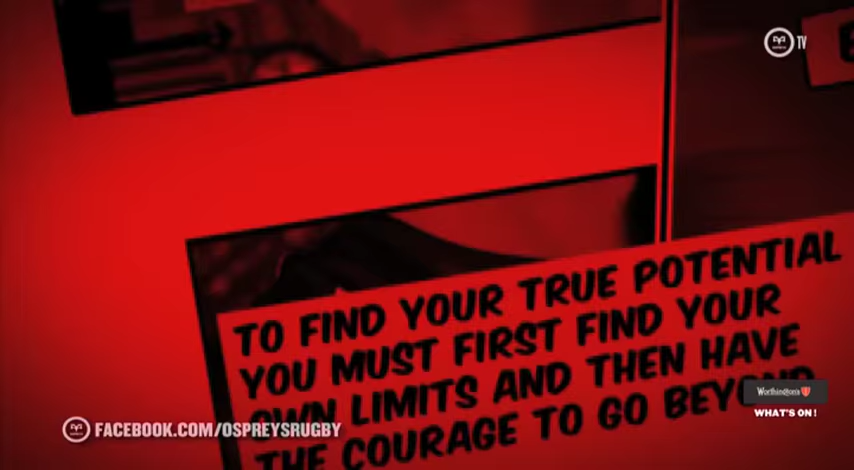 TV
TO FIND YOUR TRUE POTENTIAL
YOU MUST FIRST FIND YOUR
OWN LIMITS AND THEN HAVE
THE COURAGE TO GO BEYOND
Worthington's
WHAT'S ON!
FACEBOOK.COM/OSPREYSRUGBY